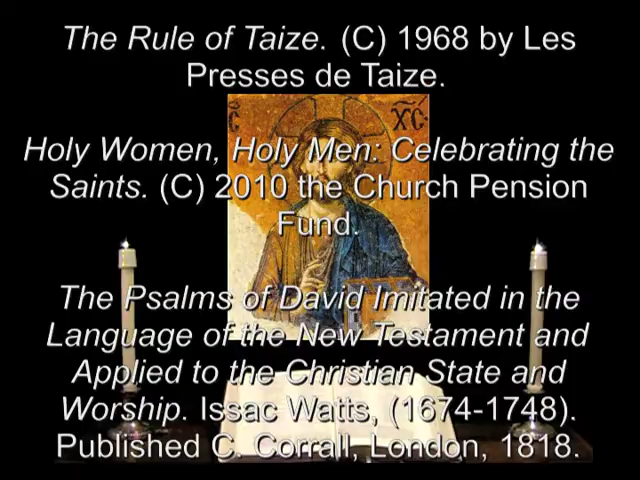 The Rule of Taize. (C) 1968 by Les
Presses de Taize.
Holy Women, Holy Men: Celebrating the
Saints. (C) 2010 the Church Pension
Fund.
The Psalms of David Imitated in the
Language of the New Testament and
Applied to the Christian State and
Worship. Issac Watts, (1674-1748).
Published C. Corrall, London, 1818.